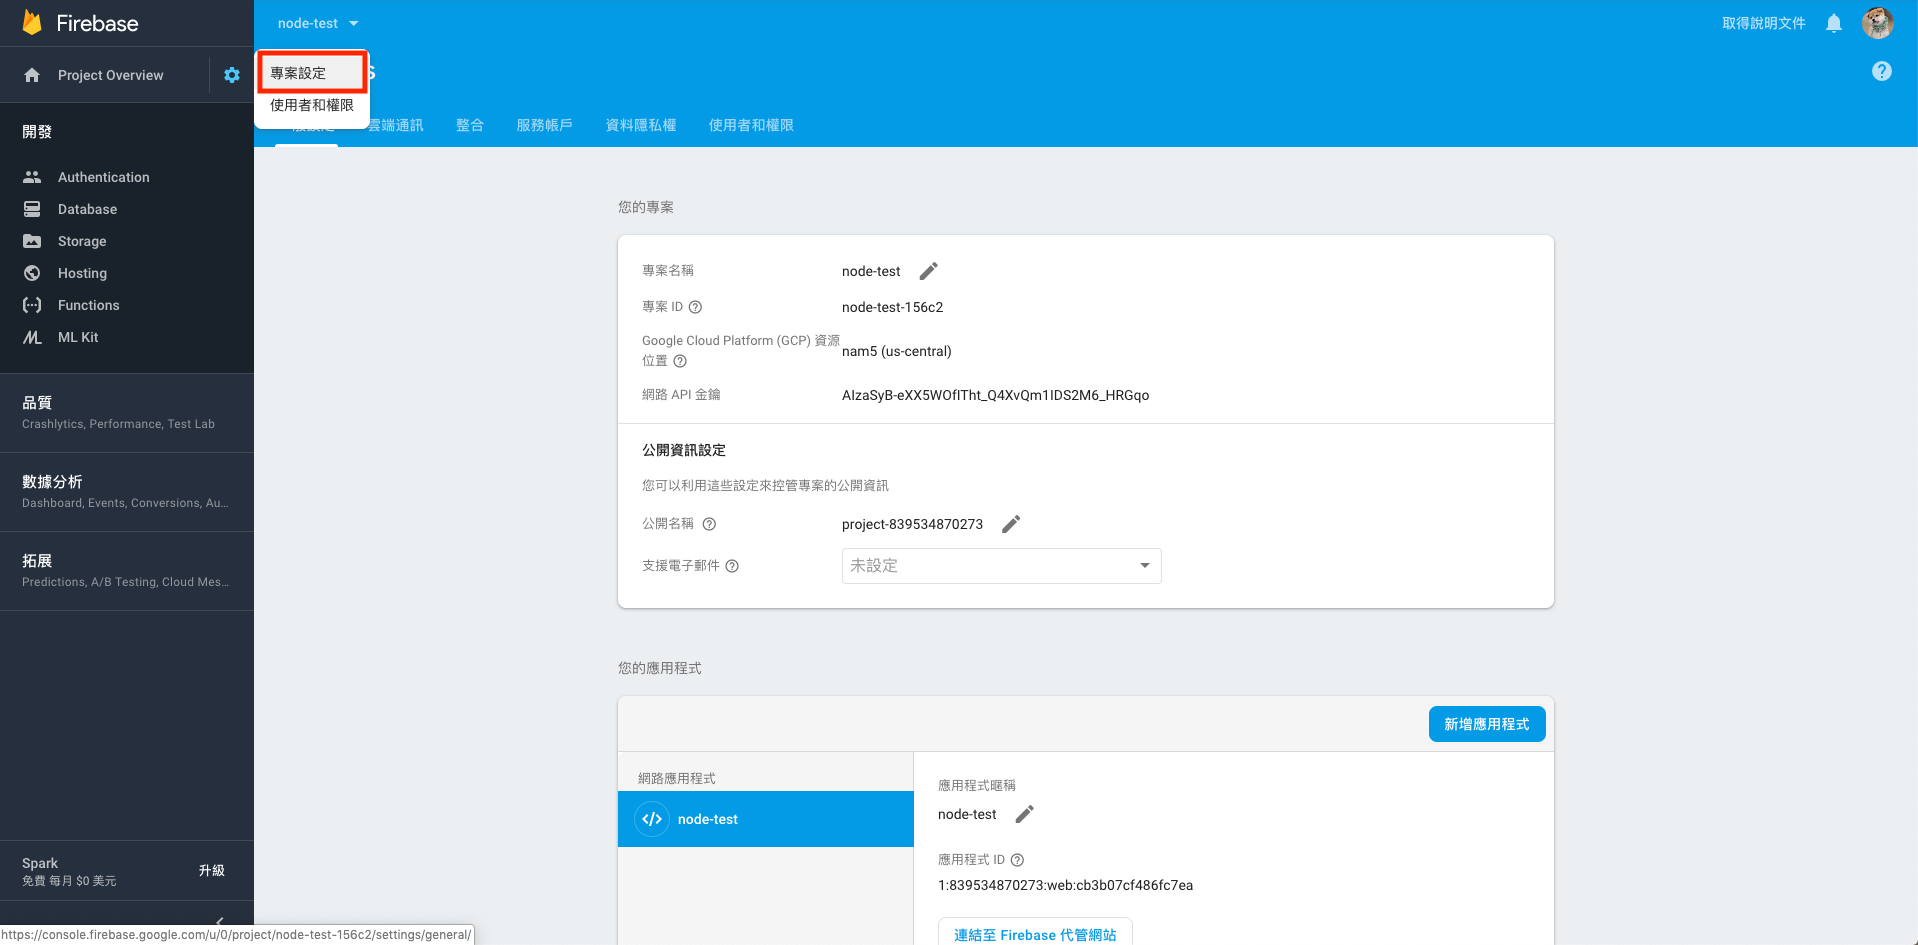 Firebase
node-test
取得說明文件
Project Overview
專案設定
s
使用者和權限
雲端通訊
整合
服務帳戶
資料隱私權
使用者和權限
開發
Authentication
Database
Storage
Hosting
Functions
ML Kit
品質
Crashlytics, Performance, Test Lab
數據分析
Dashboard, Events, Conversions, Au...
拓展
Predictions, A/B Testing, Cloud Mes...
Spark
免費 每月 $0 美元
升級
您的專案
專案名稱
node-test
專案 ID
node-test-156c2
Google Cloud Platform (GCP) 資源
位置
nam5 (us-central)
網路 API 金鑰
AIzaSyB-eXX5WOfITht_Q4XvQm1IDS2M6_HRGqo
公開資訊設定
您可以利用這些設定來控管專案的公開資訊
公開名稱
project-839534870273
支援電子郵件
未設定
您的應用程式
新增應用程式
網路應用程式
node-test
應用程式暱稱
node-test
應用程式 ID
1:839534870273:web:cb3b07cf486fc7ea
連結至 Firebase 代管網站
https://console.firebase.google.com/u/0/project/node-test-156c2/settings/general/